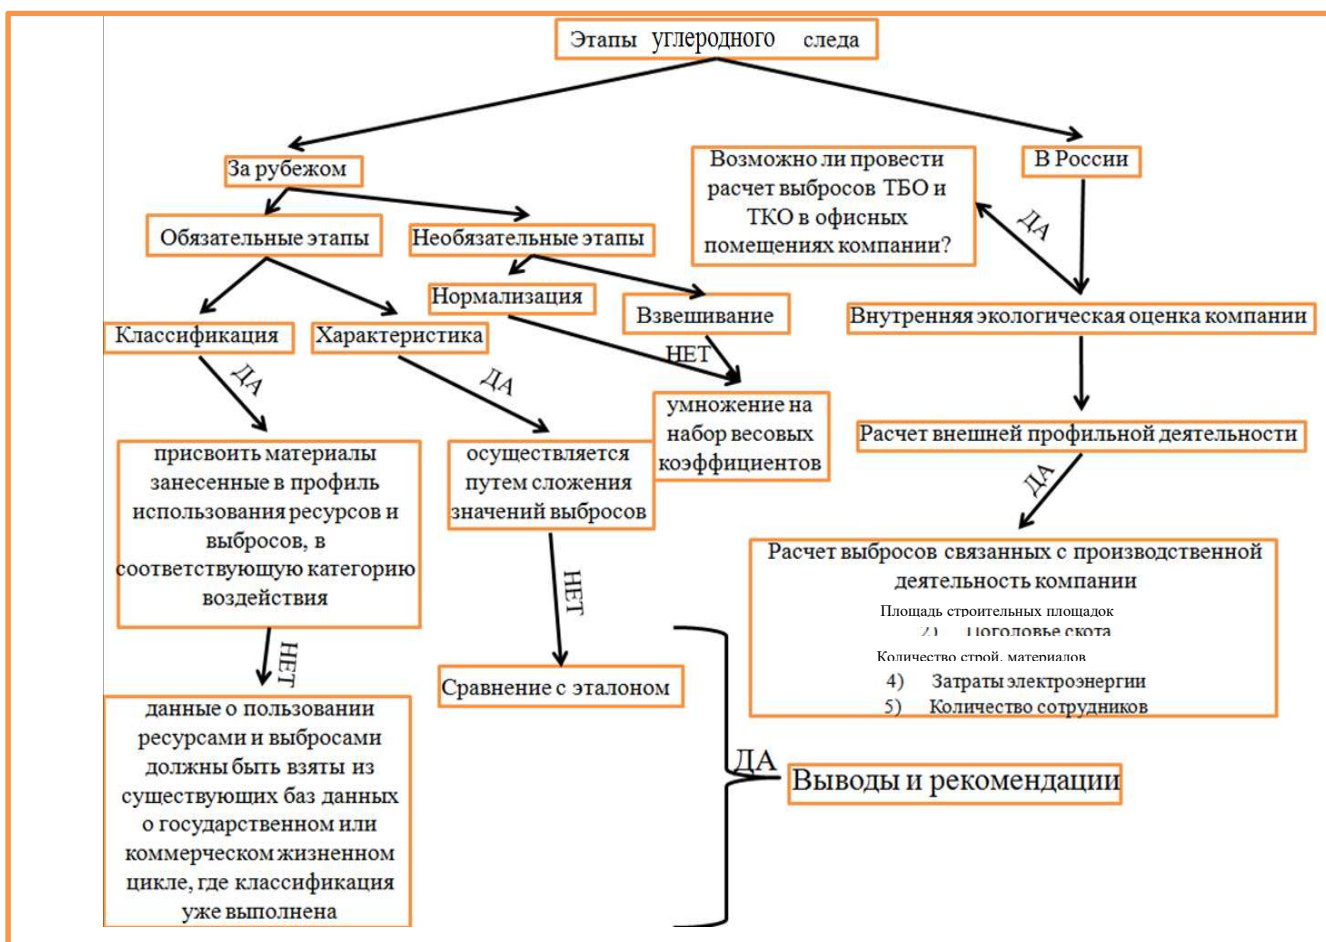 Этапы углеродного следа
За рубежом
Возможно ли провести
расчет выбросов ТБО и
ТКО в офисных
помещениях компании?
В России
ДА
Обязательные этапы
Необязательные этапы
Нормализация
Взвешивание
Внутренняя экологическая оценка компании
Классификация
Характеристика
НЕТ
ДА
ДА
умножение на
набор весовых
коэффициентов
Расчет внешней профильной деятельности
ДА
присвоить материалы
занесенные в профиль
использования ресурсов и
выбросов, в
соответствующую категорию
воздействия
осуществляется
путем сложения
значений выбросов
Расчет выбросов связанных с производственной
деятельность компании
Площадь строительных площадок
2) Поголовье скота
Количество строй. материалов
4) Затраты электроэнергии
5) Количество сотрудников
НЕТ
НЕТ
Сравнение с эталоном
данные о пользовании
ресурсами и выбросами
должны быть взяты из
существующих баз данных
о государственном или
коммерческом жизненном
цикле, где классификация
уже выполнена
ДА
Выводы и рекомендации